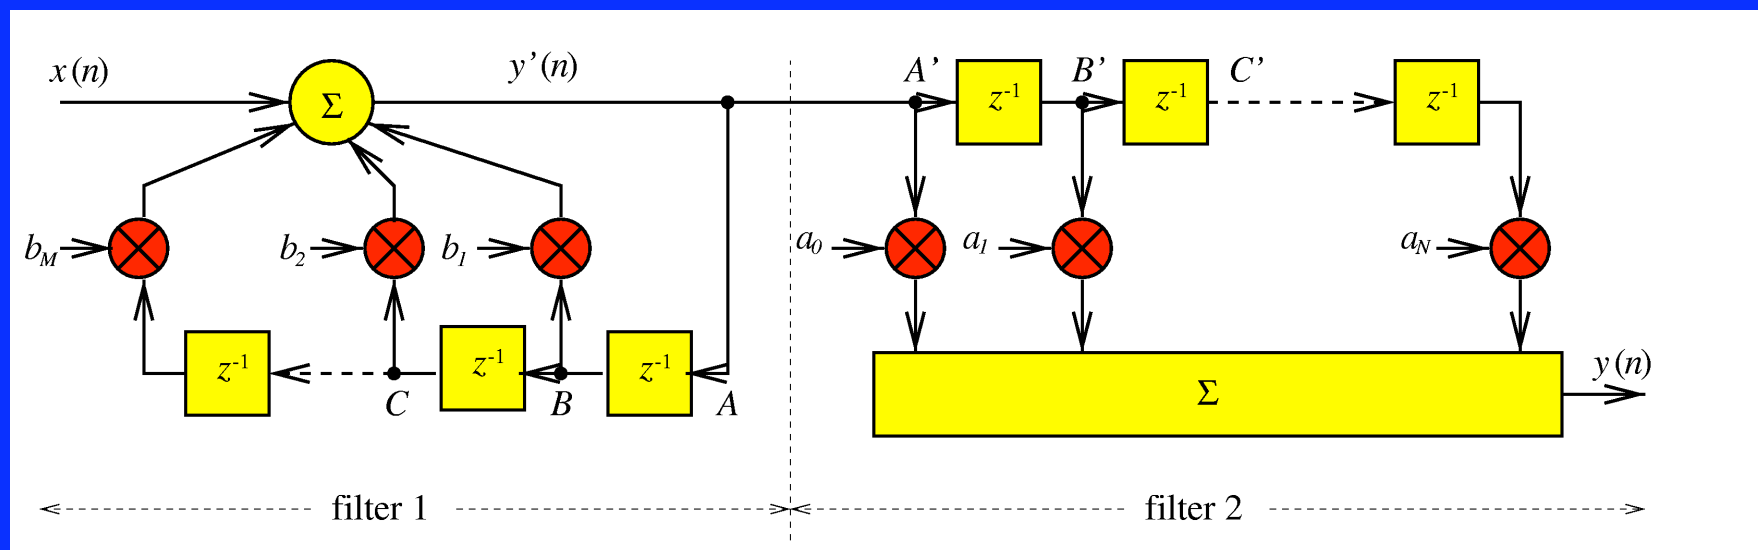 x(n) Σ y’(n) A’ z⁻¹ B’ z⁻¹ C’ z⁻¹
b_M b_2 b_1 a_0 a_1 a_N
z⁻¹ z⁻¹ z⁻¹ Σ y(n)
C B A
filter 1 filter 2